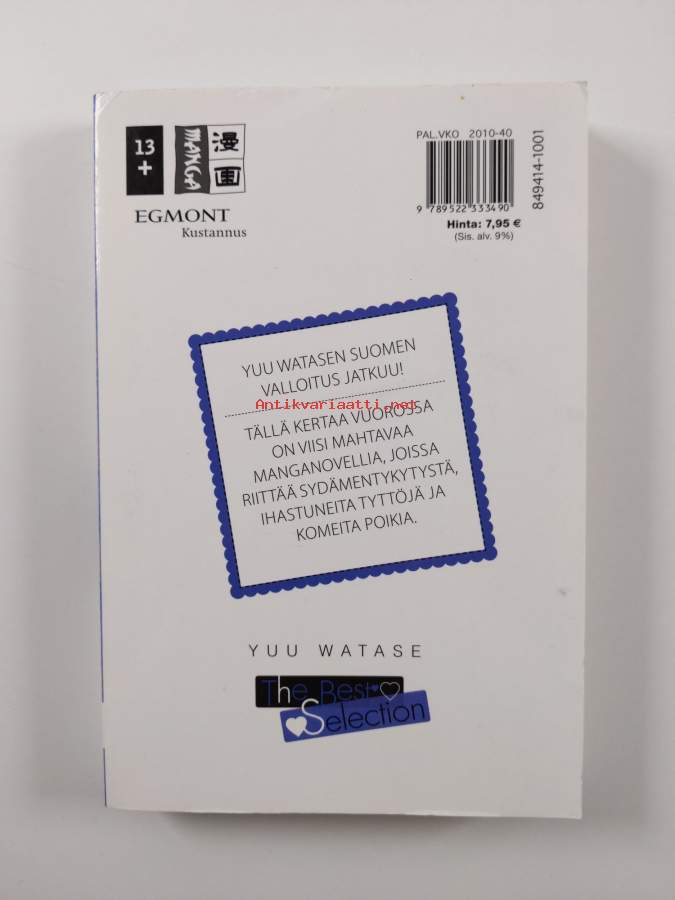 13
+
MANGA
漫
画
EGMONT
Kustannus
PAL.VKO 2010-40
9 789522 333490
849414-1001
Hinta: 7,95 €
(Sis. alv. 9%)
YUU WATASEN SUOMEN
VALLOITUS JATKUU!
Antikvariaatti.net
TÄLLÄ KERTAA VUOROSSA
ON VIISI MAHTAVAA
MANGANOVELLIA, JOISSA
RIITTÄÄ SYDÄMENTYKYTYSTÄ,
IHASTUNEITA TYTTÖJÄ JA
KOMEITA POIKIA.
YUU WATASE
The Best
Selection